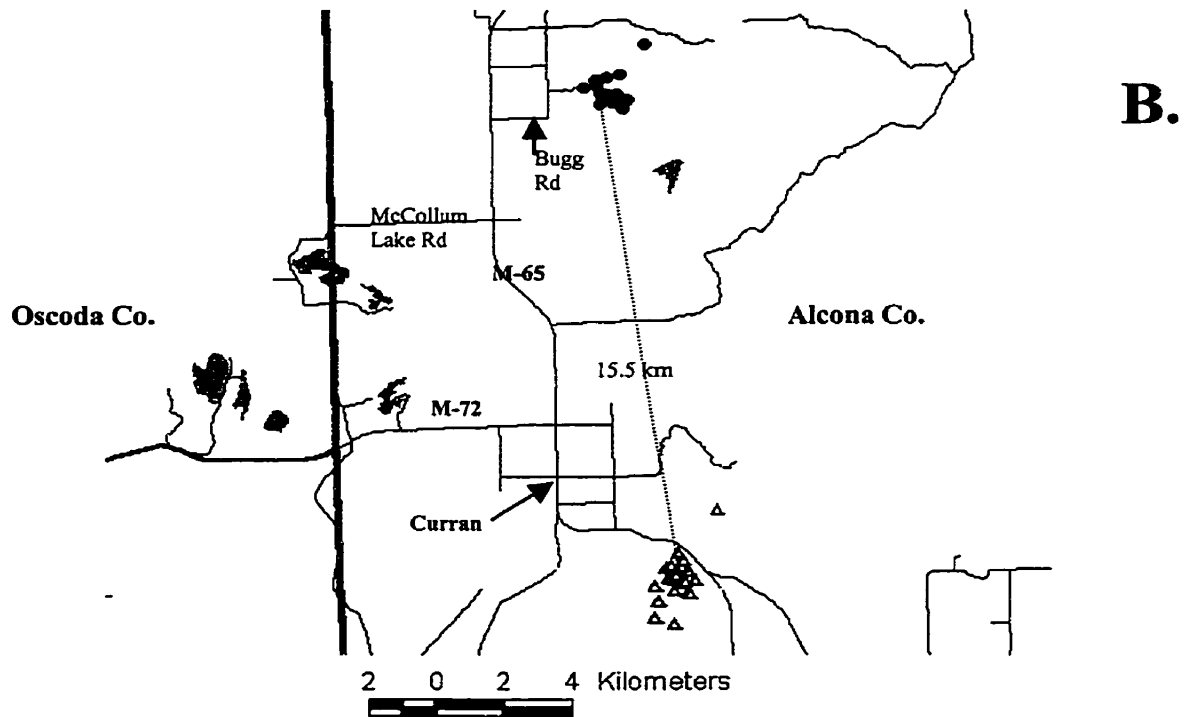 B.
Bugg
Rd
McCollum
Lake Rd
M-65
Oscoda Co.
Alcona Co.
15.5 km
M-72
Curran
2 0 2 4 Kilometers